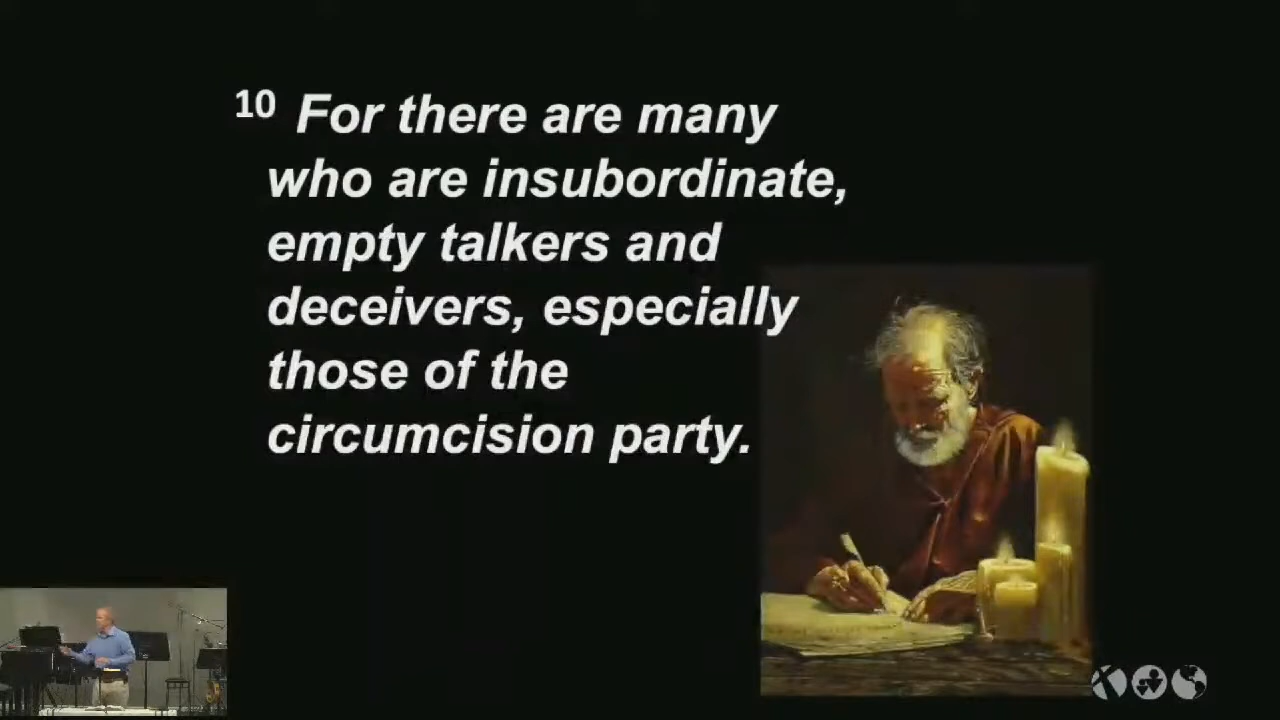 10 For there are many
who are insubordinate,
empty talkers and
deceivers, especially
those of the
circumcision party.